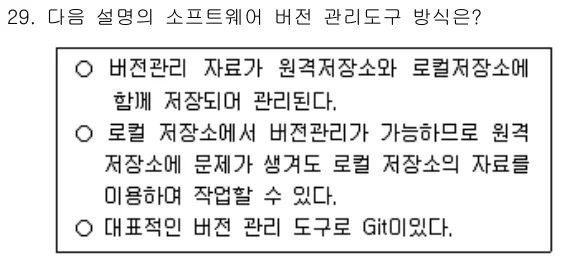 29. 다음 설명의 소프트웨어 버전 관리도구 방식은?
○ 버전관리 자료가 원격저장소와 로컬저장소에
함께 저장되어 관리된다.
○ 로컬 저장소에서 버전관리가 가능하므로 원격
저장소에 문제가 생겨도 로컬 저장소의 자료를
이용하여 작업할 수 있다.
○ 대표적인 버전 관리 도구로 Git이있다.